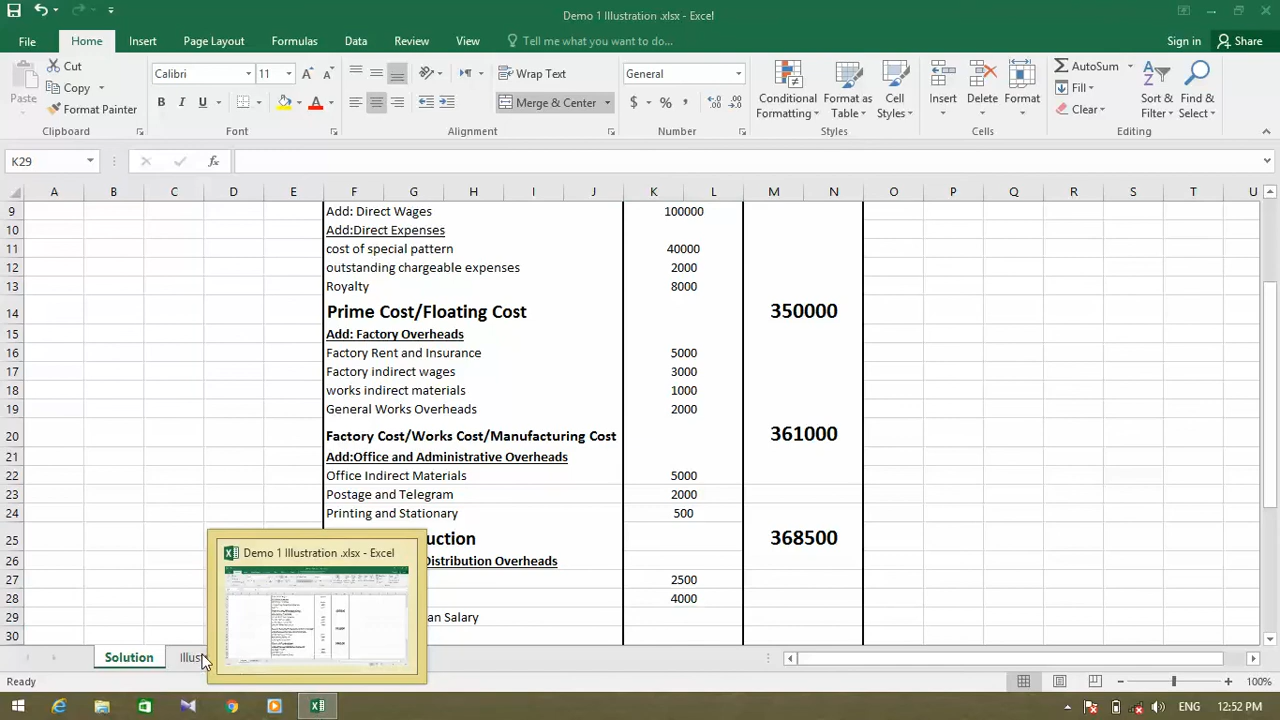 Demo 1 Illustration .xlsx - Excel
File Home Insert Page Layout Formulas Data Review View Tell me what you want to do... Sign in Share
Paste Cut Copy Format Painter
Calibri 11 B I U A A A
Wrap Text Merge & Center
General $ % ,
Conditional Formatting Format as Table Cell Styles
Insert Delete Format
AutoSum Fill Clear Sort & Filter Find & Select
Clipboard Font Alignment Number Styles Cells Editing
K29 fx
A B C D E F G H I J K L M N O P Q R S T U
9 Add: Direct Wages 100000
10 Add:Direct Expenses
11 cost of special pattern 40000
12 outstanding chargeable expenses 2000
13 Royalty 8000
14 Prime Cost/Floating Cost 350000
15 Add: Factory Overheads
16 Factory Rent and Insurance 5000
17 Factory indirect wages 3000
18 works indirect materials 1000
19 General Works Overheads 2000
20 Factory Cost/Works Cost/Manufacturing Cost 361000
21 Add:Office and Administrative Overheads
22 Office Indirect Materials 5000
23 Postage and Telegram 2000
24 Printing and Stationary 500
25 uction 368500
26 Distribution Overheads
27 2500
28 4000
29 an Salary
30
Demo 1 Illustration .xlsx - Excel
Solution Illus
Ready 100%
ENG 12:52 PM